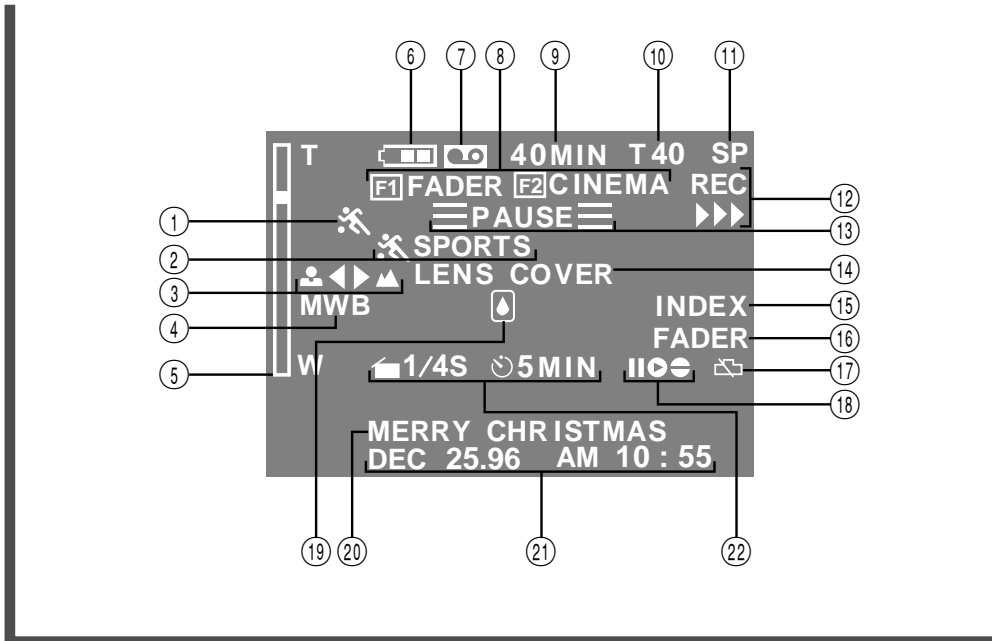 6 7 8 9 10 11
T 40MIN T40 SP
F1 FADER F2 CINEMA REC
12
1 PAUSE 13
2 SPORTS
3 LENS COVER 14
4 MWB INDEX 15
FADER 16
5 W 1/4S 5MIN 17
18
MERRY CHRISTMAS
DEC 25.96 AM 10:55
19 20 21 22